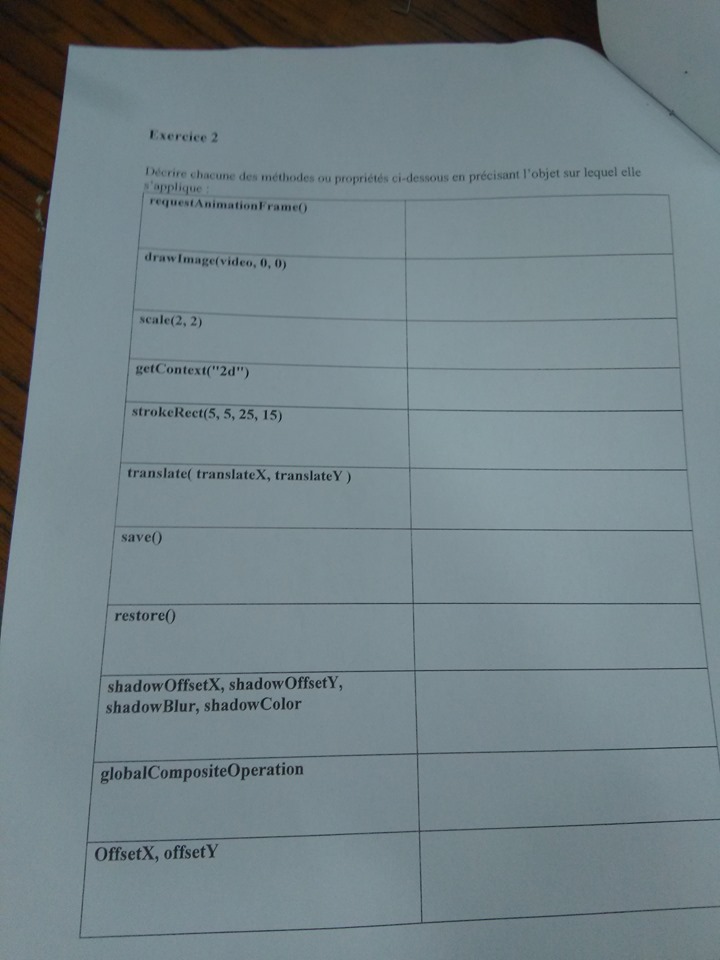 Exercice 2
Décrire chacune des méthodes ou propriétés ci-dessous en précisant l'objet sur lequel elle
s'applique :
requestAnimationFrame()
drawImage(video, 0, 0)
scale(2, 2)
getContext("2d")
strokeRect(5, 5, 25, 15)
translate( translateX, translateY )
save()
restore()
shadowOffsetX, shadowOffsetY,
shadowBlur, shadowColor
globalCompositeOperation
OffsetX, offsetY